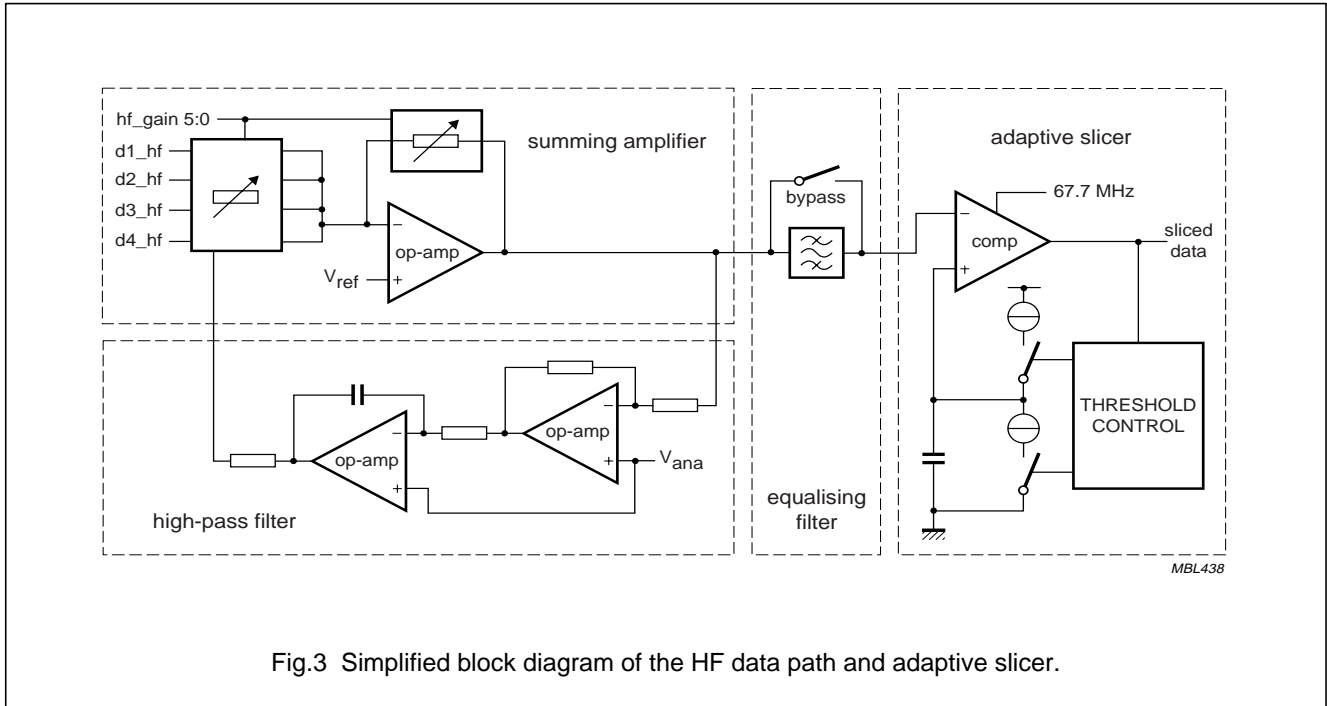 hf_gain 5:0
d1_hf
d2_hf
d3_hf
d4_hf
summing amplifier
−
op-amp
Vref
+
bypass
adaptive slicer
67.7 MHz
−
comp
+
sliced
data
THRESHOLD
CONTROL
−
op-amp
+
−
op-amp
+
Vana
high-pass filter
equalising
filter
MBL438
Fig.3 Simplified block diagram of the HF data path and adaptive slicer.